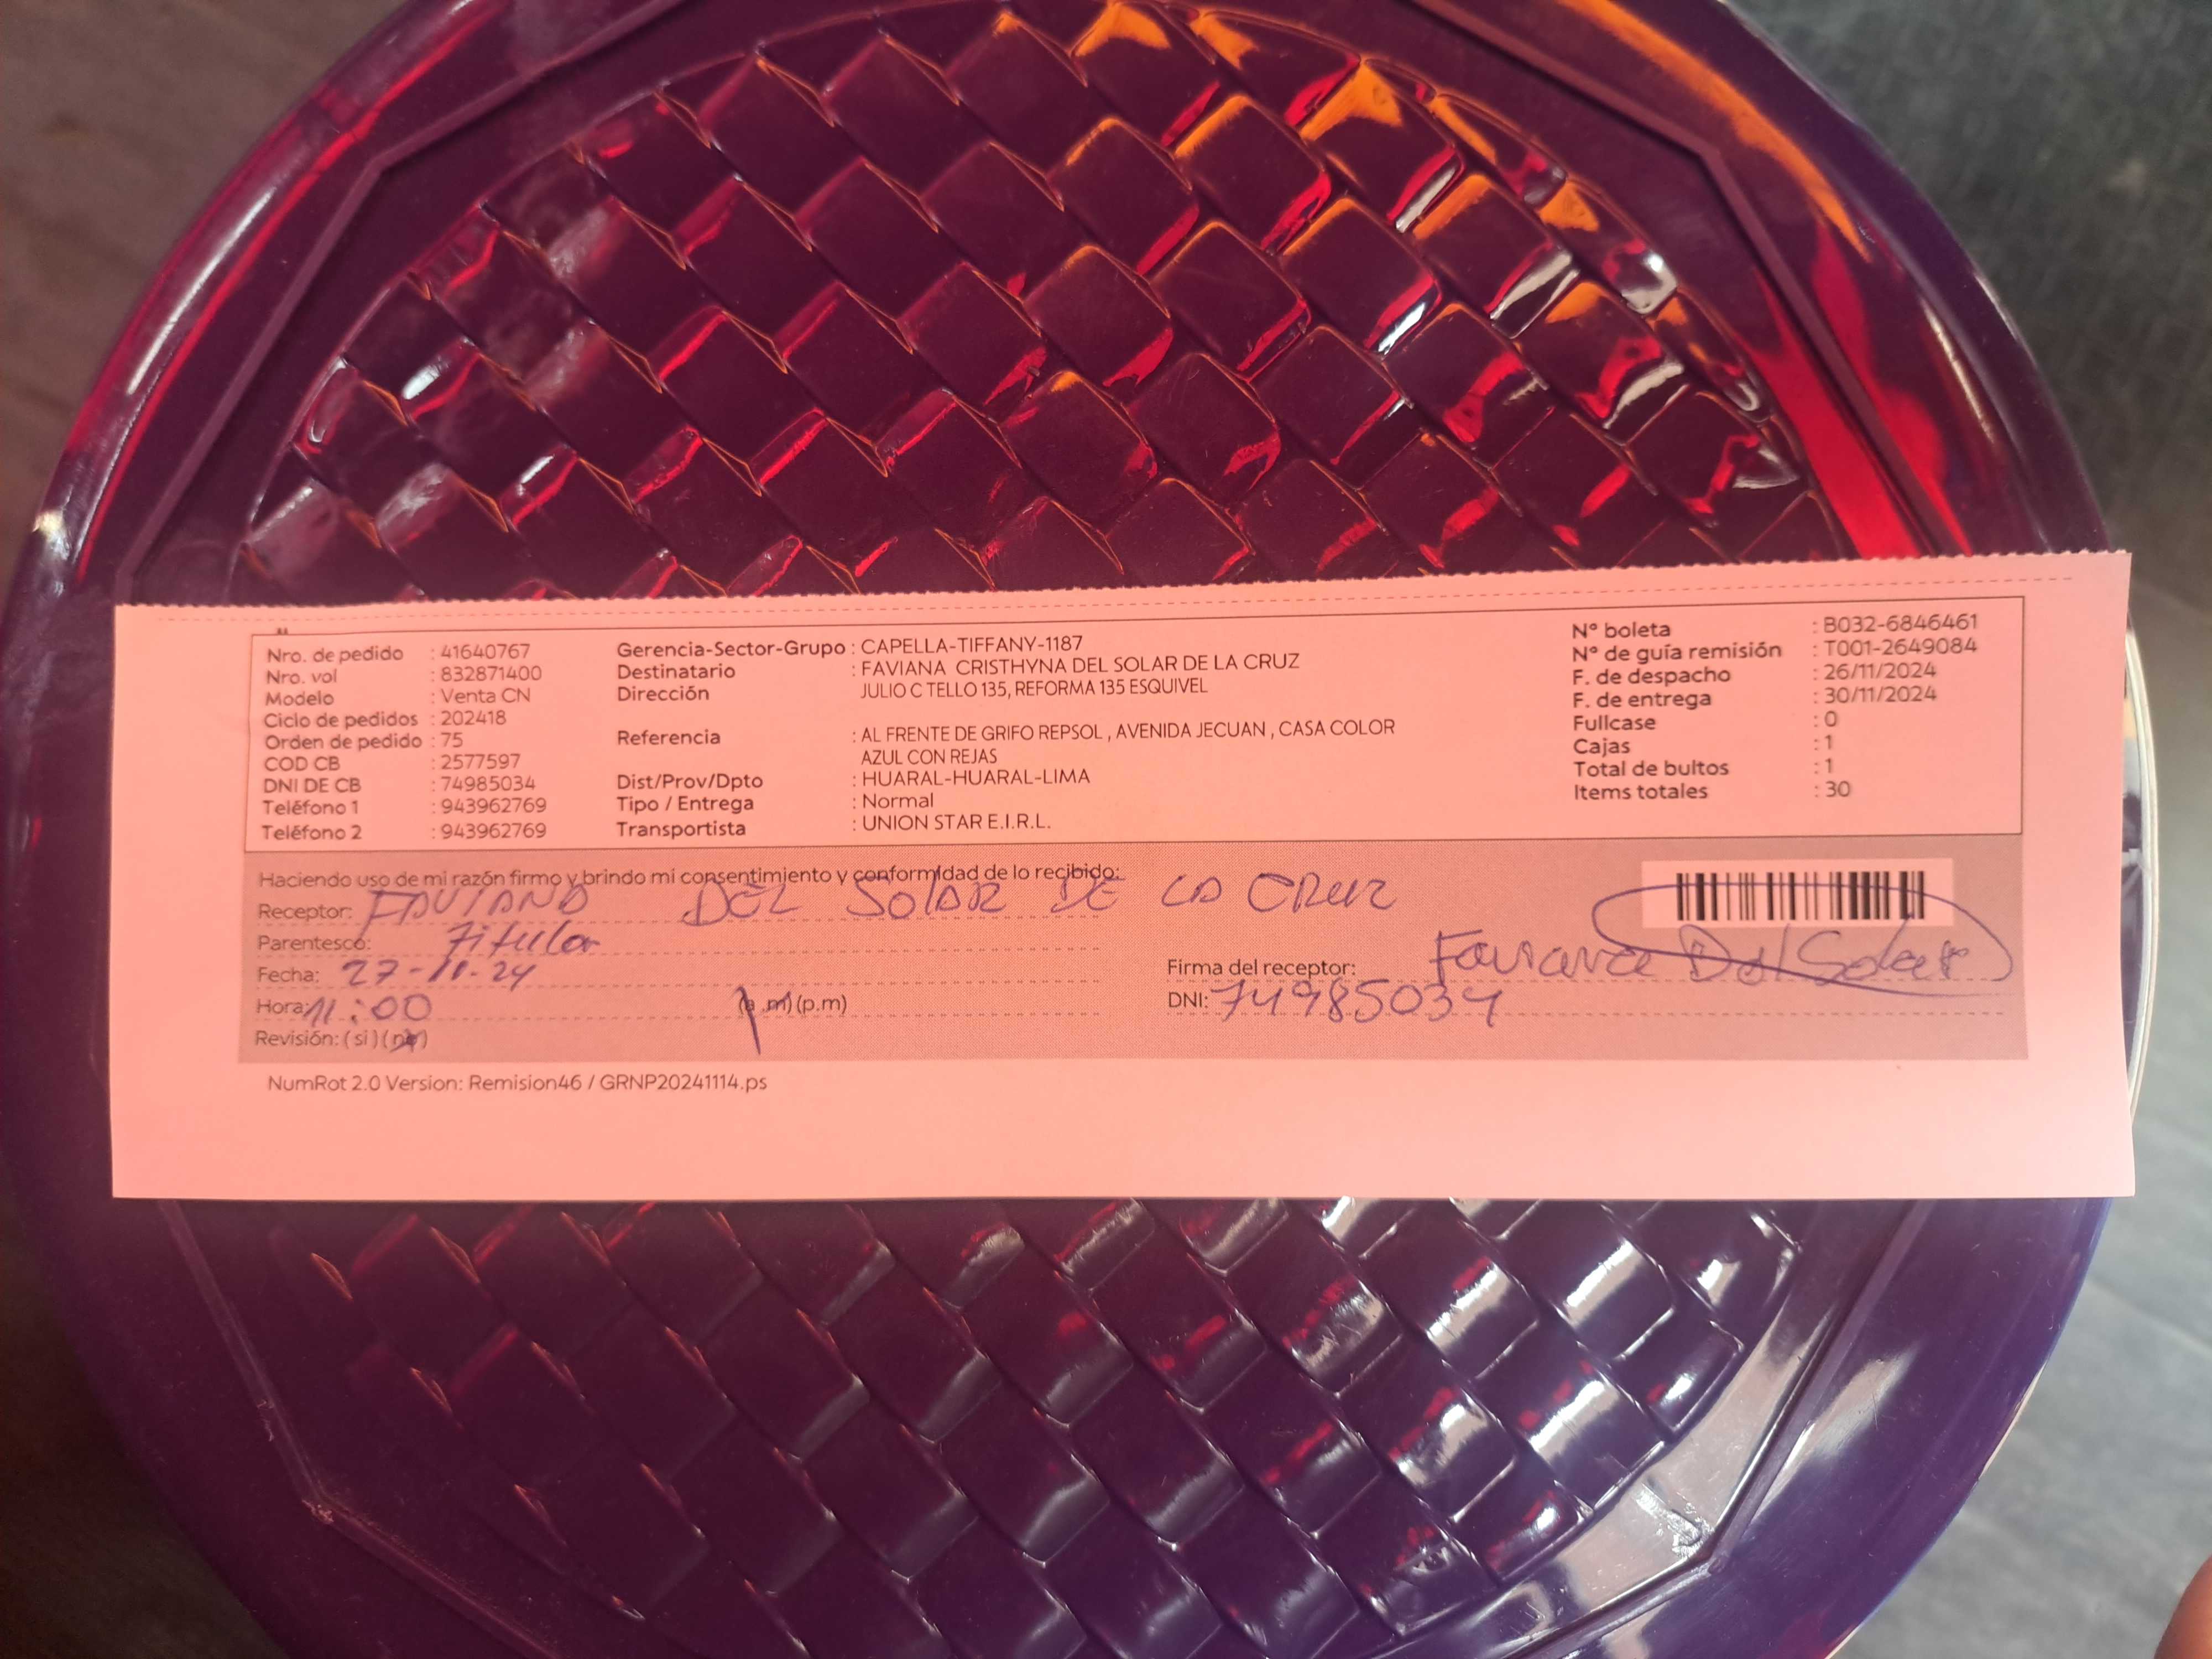 Nro. de pedido : 41640767
Nro. vol : 832871400
Modelo : Venta CN
Ciclo de pedidos : 202418
Orden de pedido : 75
COD CB : 2577597
DNI DE CB : 74985034
Teléfono 1 : 943962769
Teléfono 2 : 943962769
Gerencia-Sector-Grupo : CAPELLA-TIFFANY-1187
Destinatario : FAVIANA CRISTHYNA DEL SOLAR DE LA CRUZ
Dirección JULIO C TELLO 135, REFORMA 135 ESQUIVEL
Referencia : AL FRENTE DE GRIFO REPSOL , AVENIDA JECUAN , CASA COLOR
AZUL CON REJAS
Dist/Prov/Dpto : HUARAL-HUARAL-LIMA
Tipo / Entrega : Normal
Transportista : UNION STAR E.I.R.L.
Nº boleta : B032-6846461
Nº de guía remisión : T001-2649084
F. de despacho : 26/11/2024
F. de entrega : 30/11/2024
Fullcase : 0
Cajas : 1
Total de bultos : 1
Items totales : 30
Haciendo uso de mi razón firmo y brindo mi consentimiento y conformidad de lo recibido:
Receptor: FAVIANA DEL SOLAR DE LA CRUZ
Parentesco: Titular
Fecha: 27-11-24
Hora: 11:00 (a.m) (p.m)
Revisión: (si) (no)
Firma del receptor: Faviana Del Solar
DNI: 74985034
NumRot 2.0 Version: Remision46 / GRNP20241114.ps